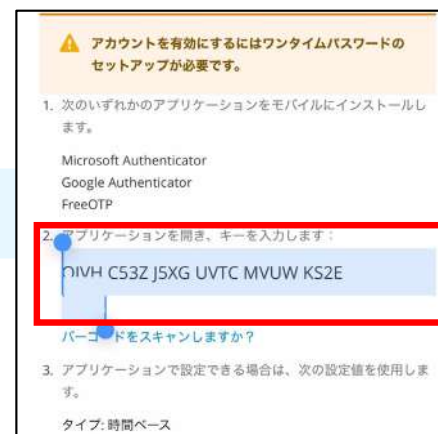 アカウントを有効にするにはワンタイムパスワードの
セットアップが必要です。
1. 次のいずれかのアプリケーションをモバイルにインストールし
ます。
Microsoft Authenticator
Google Authenticator
FreeOTP
2. アプリケーションを開き、キーを入力します：
C53Z J5XG UVTC MVUW KS2E
バーコードをスキャンしますか？
3. アプリケーションで設定できる場合は、次の設定値を使用しま
す。
タイプ: 時間ベース